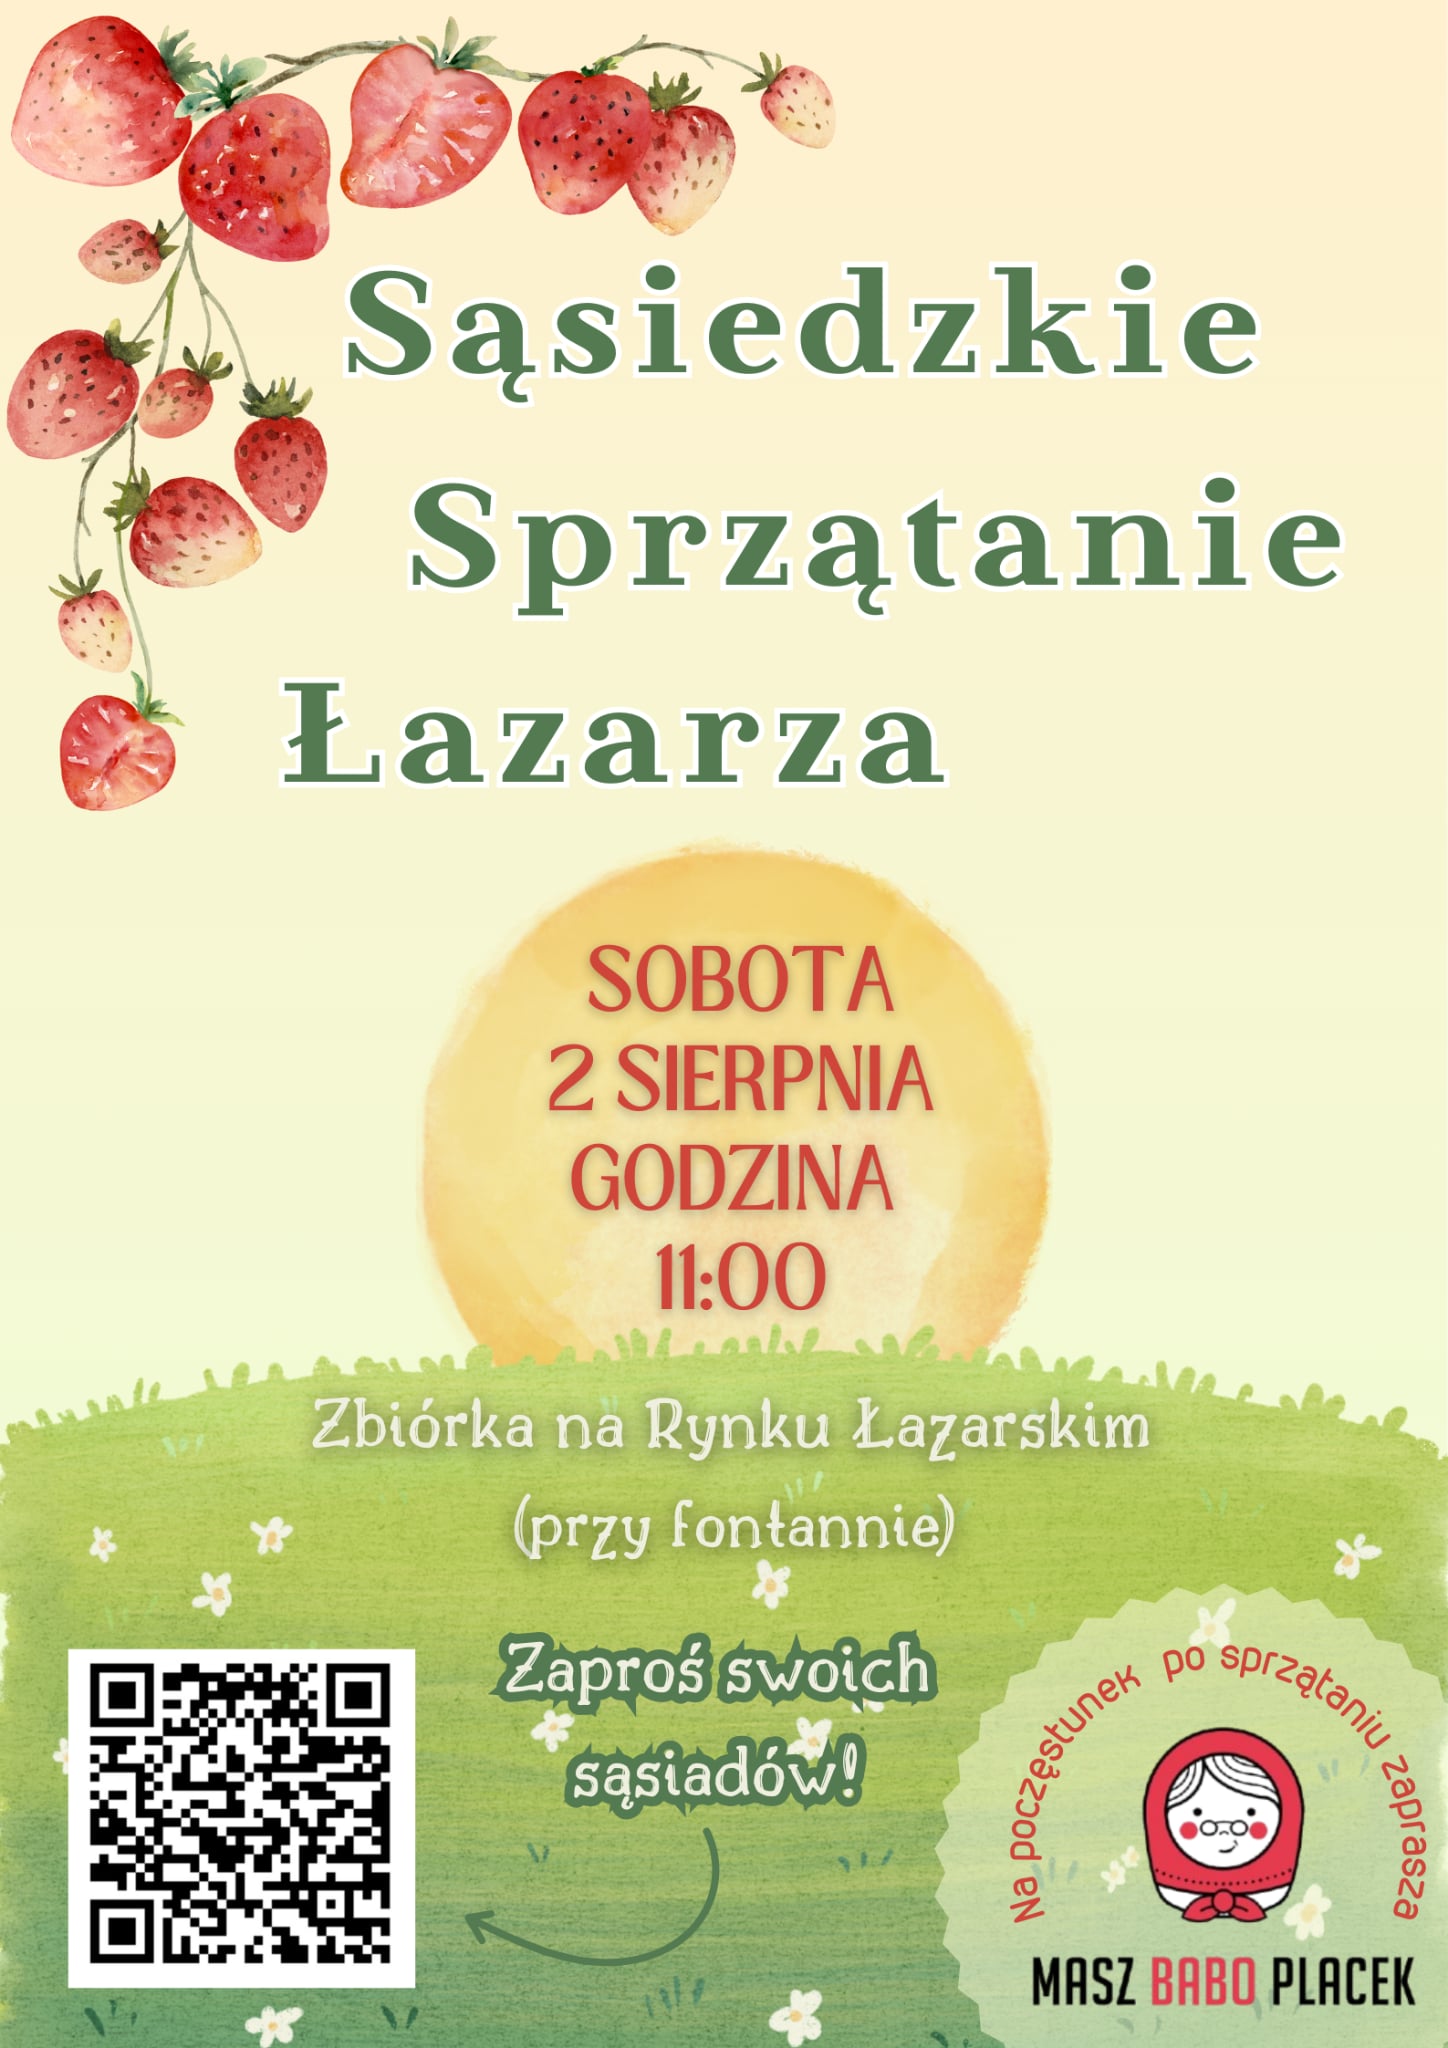 Sąsiedzkie
Sprzątanie
Łazarza
SOBOTA
2 SIERPNIA
GODZINA
11:00
Zbiórka na Rynku Łazarskim
(przy fontannie)
Zaproś swoich
sąsiadów!
Na poczęstunek po sprzątaniu zaprasza
MASZ BABO PLACEK